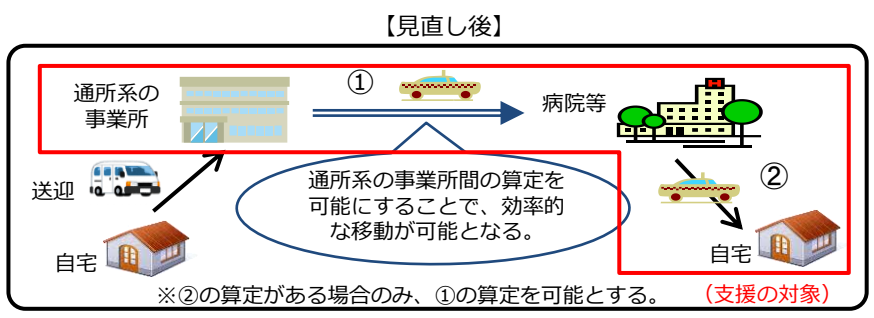 【見直し後】
通所系の
事業所
①
病院等
送迎
通所系の事業所間の算定を
可能にすることで、効率的
な移動が可能となる。
②
自宅
自宅
※②の算定がある場合のみ、①の算定を可能とする。
（支援の対象）
H